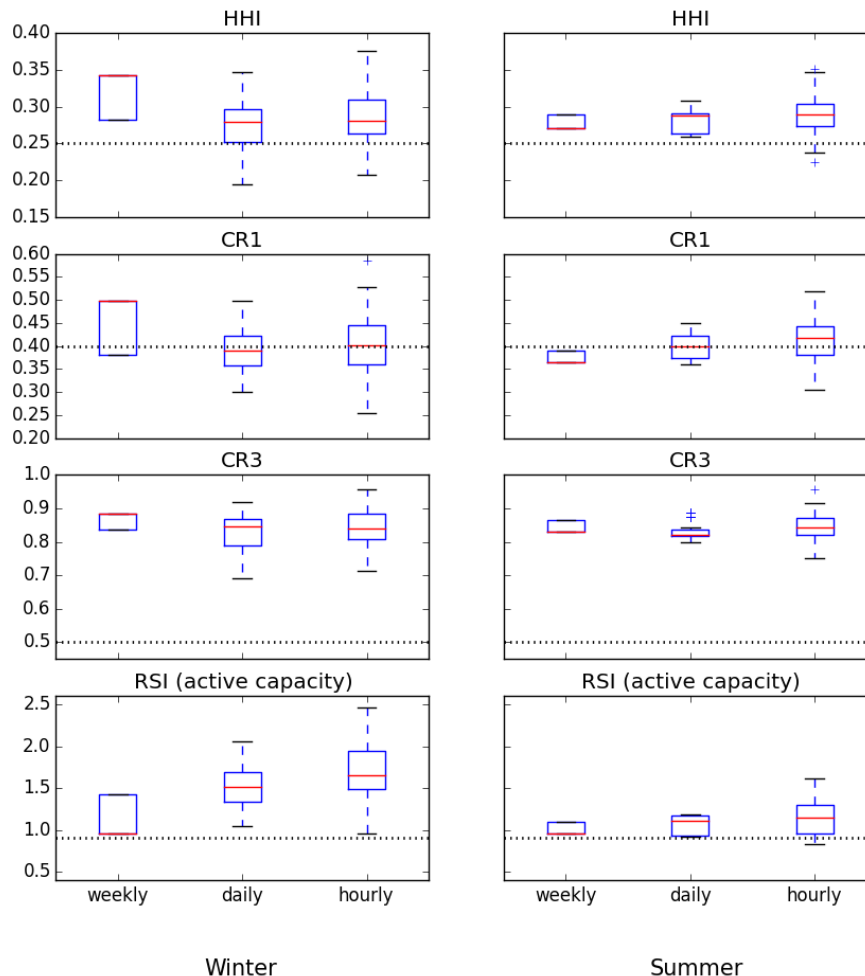 HHI
0.40
0.35
0.30
0.25
0.20
0.15
HHI
CR1
0.60
0.55
0.50
0.45
0.40
0.35
0.30
0.25
0.20
CR1
CR3
1.0
0.9
0.8
0.7
0.6
0.5
CR3
RSI (active capacity)
2.5
2.0
1.5
1.0
0.5
weekly daily hourly
RSI (active capacity)
weekly daily hourly
Winter
Summer